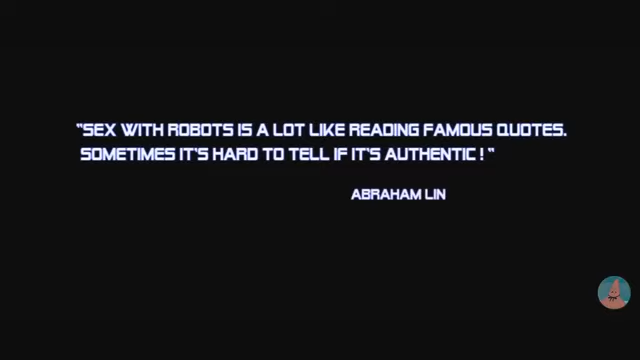 "SEX WITH ROBOTS IS A LOT LIKE READING FAMOUS QUOTES.
SOMETIMES IT'S HARD TO TELL IF IT'S AUTHENTIC ! "
ABRAHAM LIN